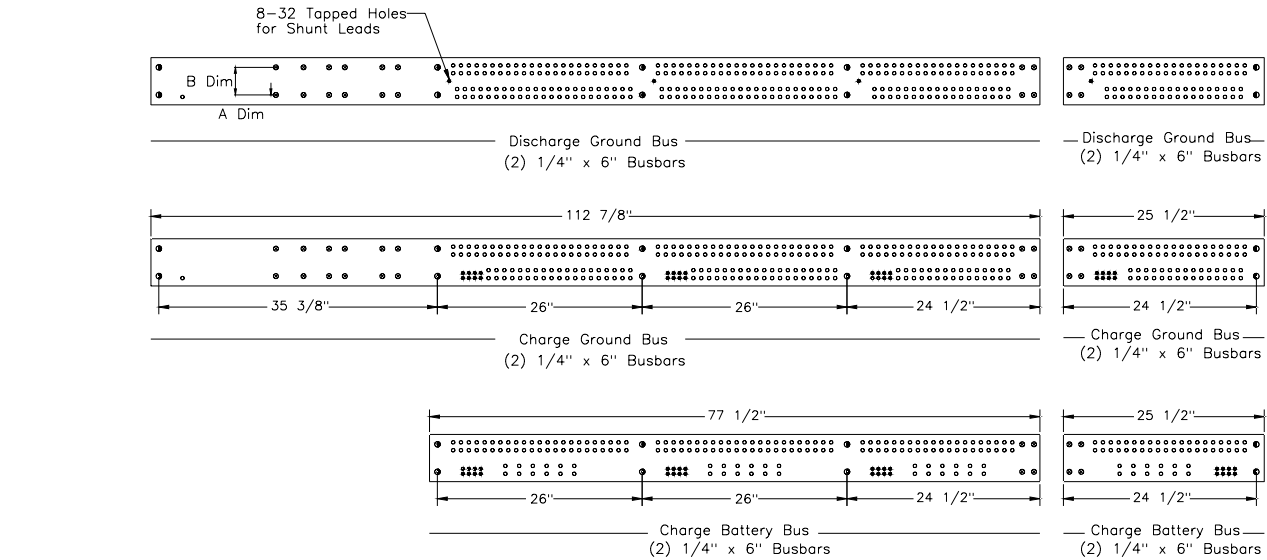 8-32 Tapped Holes
for Shunt Leads
B Dim
A Dim
Discharge Ground Bus
(2) 1/4" x 6" Busbars
Discharge Ground Bus
(2) 1/4" x 6" Busbars
112 7/8"
25 1/2"
35 3/8"
26"
26"
24 1/2"
24 1/2"
Charge Ground Bus
(2) 1/4" x 6" Busbars
Charge Ground Bus
(2) 1/4" x 6" Busbars
77 1/2"
25 1/2"
26"
26"
24 1/2"
24 1/2"
Charge Battery Bus
(2) 1/4" x 6" Busbars
Charge Battery Bus
(2) 1/4" x 6" Busbars